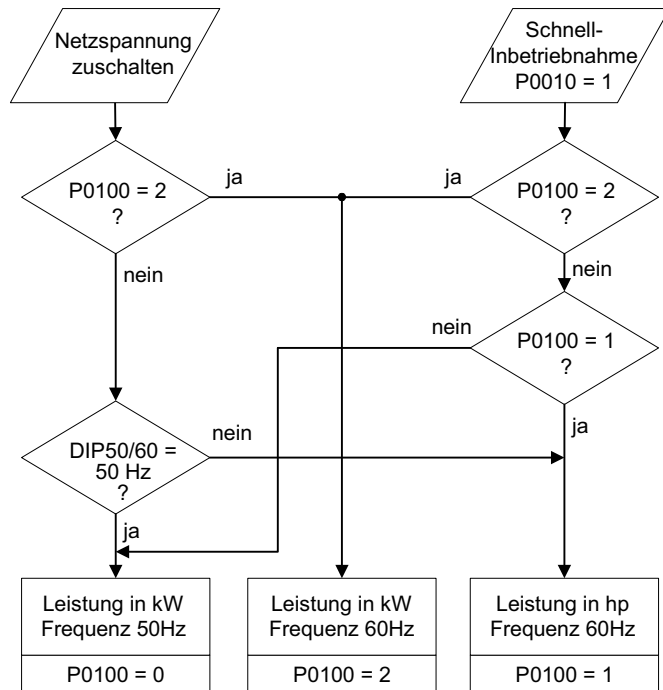 Netzspannung
zuschalten
Schnell-
Inbetriebnahme
P0010 = 1
P0100 = 2
?
ja
ja
P0100 = 2
?
nein
nein
nein
P0100 = 1
?
ja
DIP50/60 =
50 Hz
?
nein
ja
Leistung in kW
Frequenz 50Hz
P0100 = 0
Leistung in kW
Frequenz 60Hz
P0100 = 2
Leistung in hp
Frequenz 60Hz
P0100 = 1